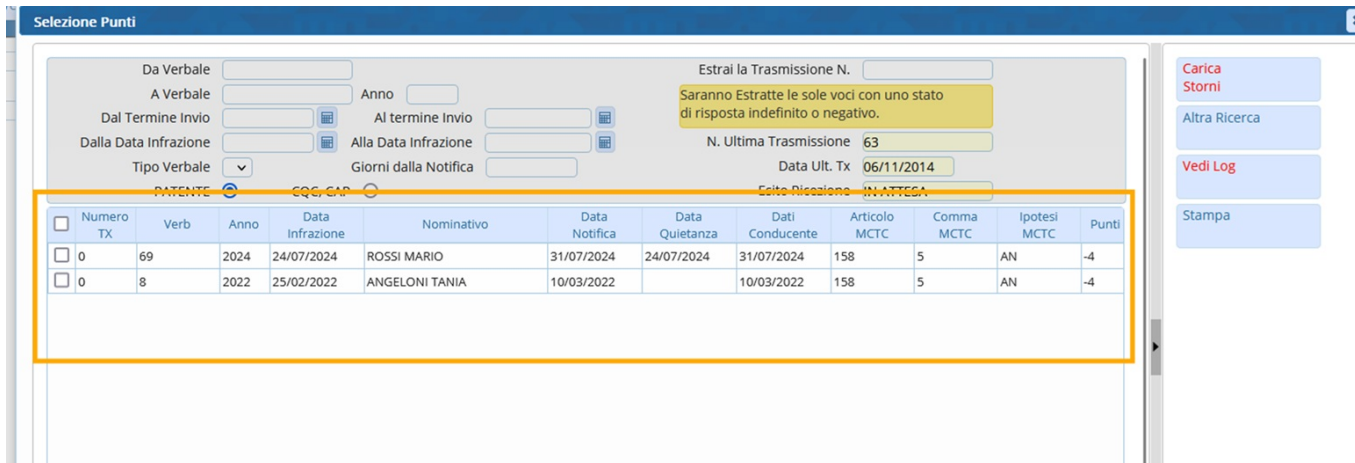 Selezione Punti
Da Verbale
Estrai la Trasmissione N.
A Verbale Anno
Saranno Estratte le sole voci con uno stato
di risposta indefinito o negativo.
Dal Termine Invio Al termine Invio
Dalla Data Infrazione Alla Data Infrazione N. Ultima Trasmissione 63
Tipo Verbale Giorni dalla Notifica Data Ult. Tx 06/11/2014
PATENTE CQC, CAP Esito Ricezione IN ATTESA
Numero TX Verb Anno Data Infrazione Nominativo Data Notifica Data Quietanza Dati Conducente Articolo MCTC Comma MCTC Ipotesi MCTC Punti
0 69 2024 24/07/2024 ROSSI MARIO 31/07/2024 24/07/2024 31/07/2024 158 5 AN -4
0 8 2022 25/02/2022 ANGELONI TANIA 10/03/2022 10/03/2022 158 5 AN -4
Carica
Storni
Altra Ricerca
Vedi Log
Stampa